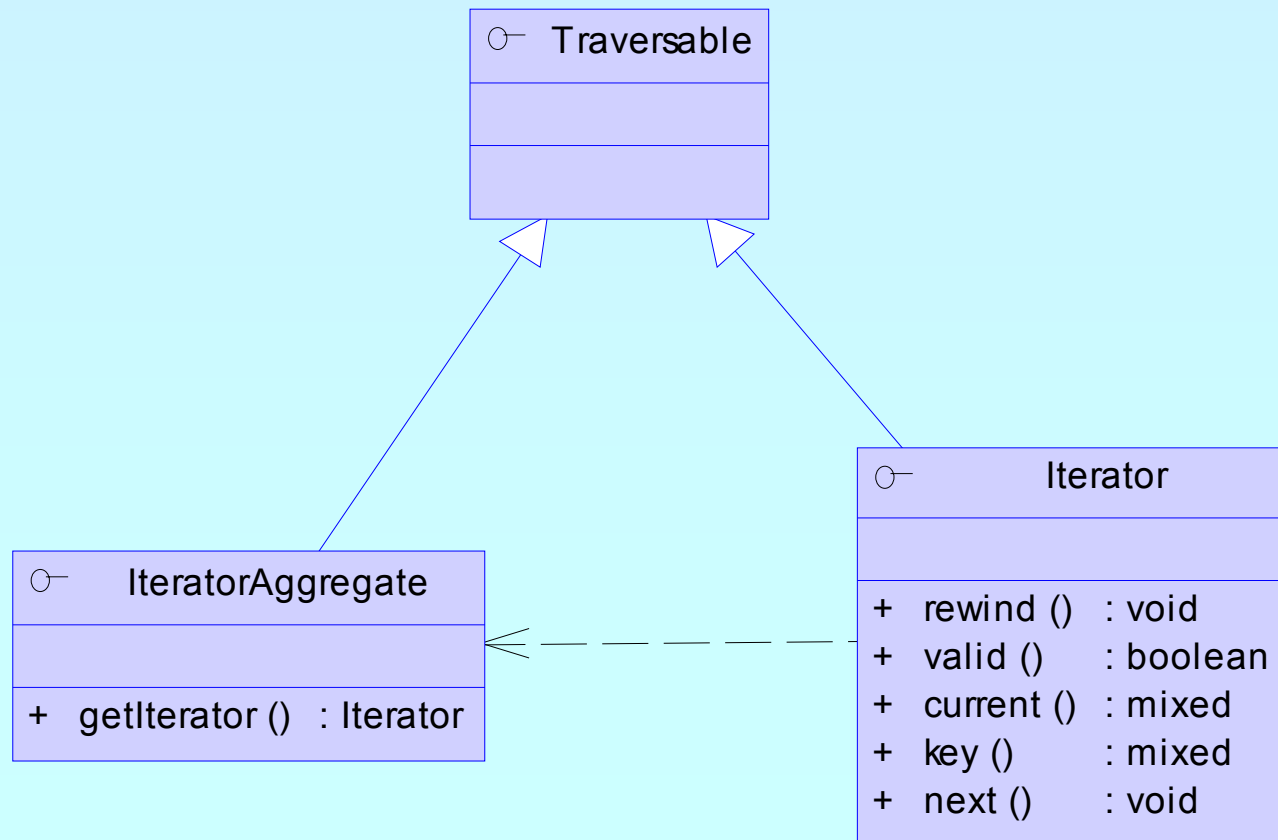 Traversable
IteratorAggregate
+ getIterator () : Iterator
Iterator
+ rewind () : void
+ valid () : boolean
+ current () : mixed
+ key () : mixed
+ next () : void